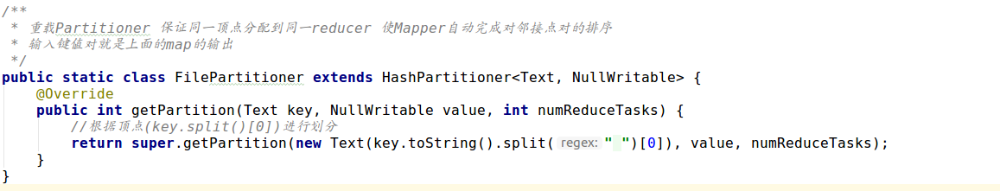 /**
 * 重载Partitioner 保证同一顶点分配到同一reducer 使Mapper自动完成对邻接点对的排序
 * 输入键值对就是上面的map的输出
 */
public static class FilePartitioner extends HashPartitioner<Text, NullWritable> {
    @Override
    public int getPartition(Text key, NullWritable value, int numReduceTasks) {
        //根据顶点(key.split()[0])进行划分
        return super.getPartition(new Text(key.toString().split( regex: " ")[0]), value, numReduceTasks);
    }
}